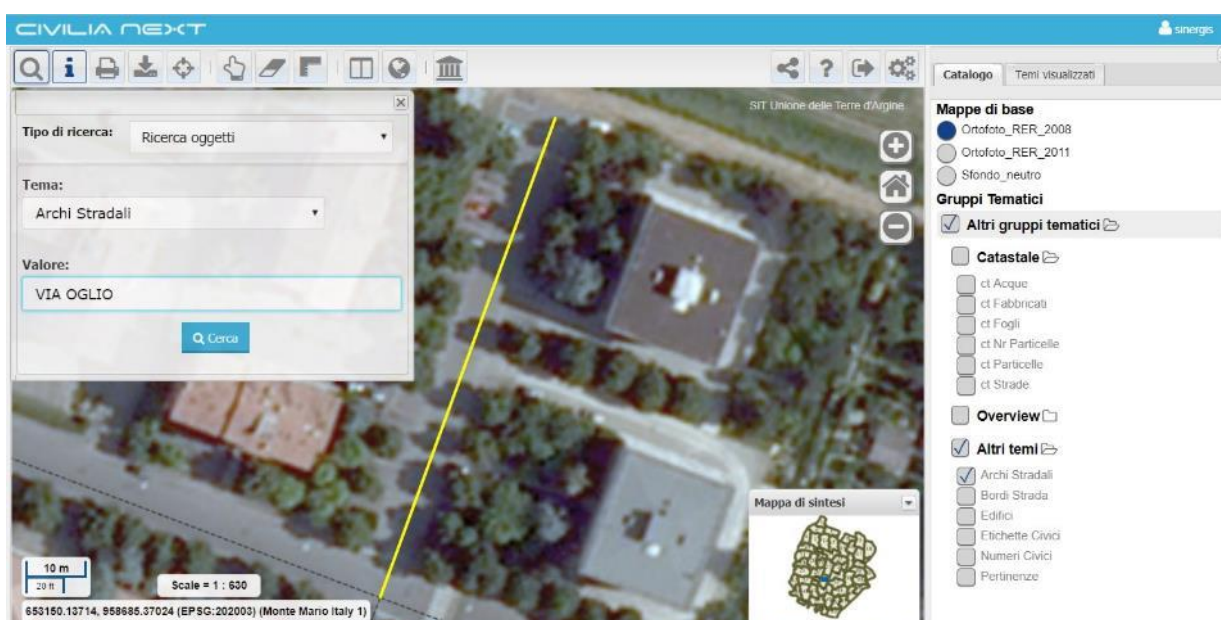 CIVILIA NEXT
sinergis
SIT Unione delle Terre d'Argine
Tipo di ricerca:
Ricerca oggetti
Tema:
Archi Stradali
Valore:
VIA OGLIO
Cerca
10 m
20 ft
Scale = 1 : 630
653150.13714, 958685.37024 (EPSG:202003) (Monte Mario Italy 1)
Mappa di sintesi
Catalogo
Temi visualizzati
Mappe di base
Ortofoto_RER_2008
Ortofoto_RER_2011
Sfondo_neutro
Gruppi Tematici
Altri gruppi tematici
Catastale
ct Acque
ct Fabbricati
ct Fogli
ct Nr Particelle
ct Particelle
ct Strade
Overview
Altri temi
Archi Stradali
Bordi Strada
Edifici
Etichette Civici
Numeri Civici
Pertinenze